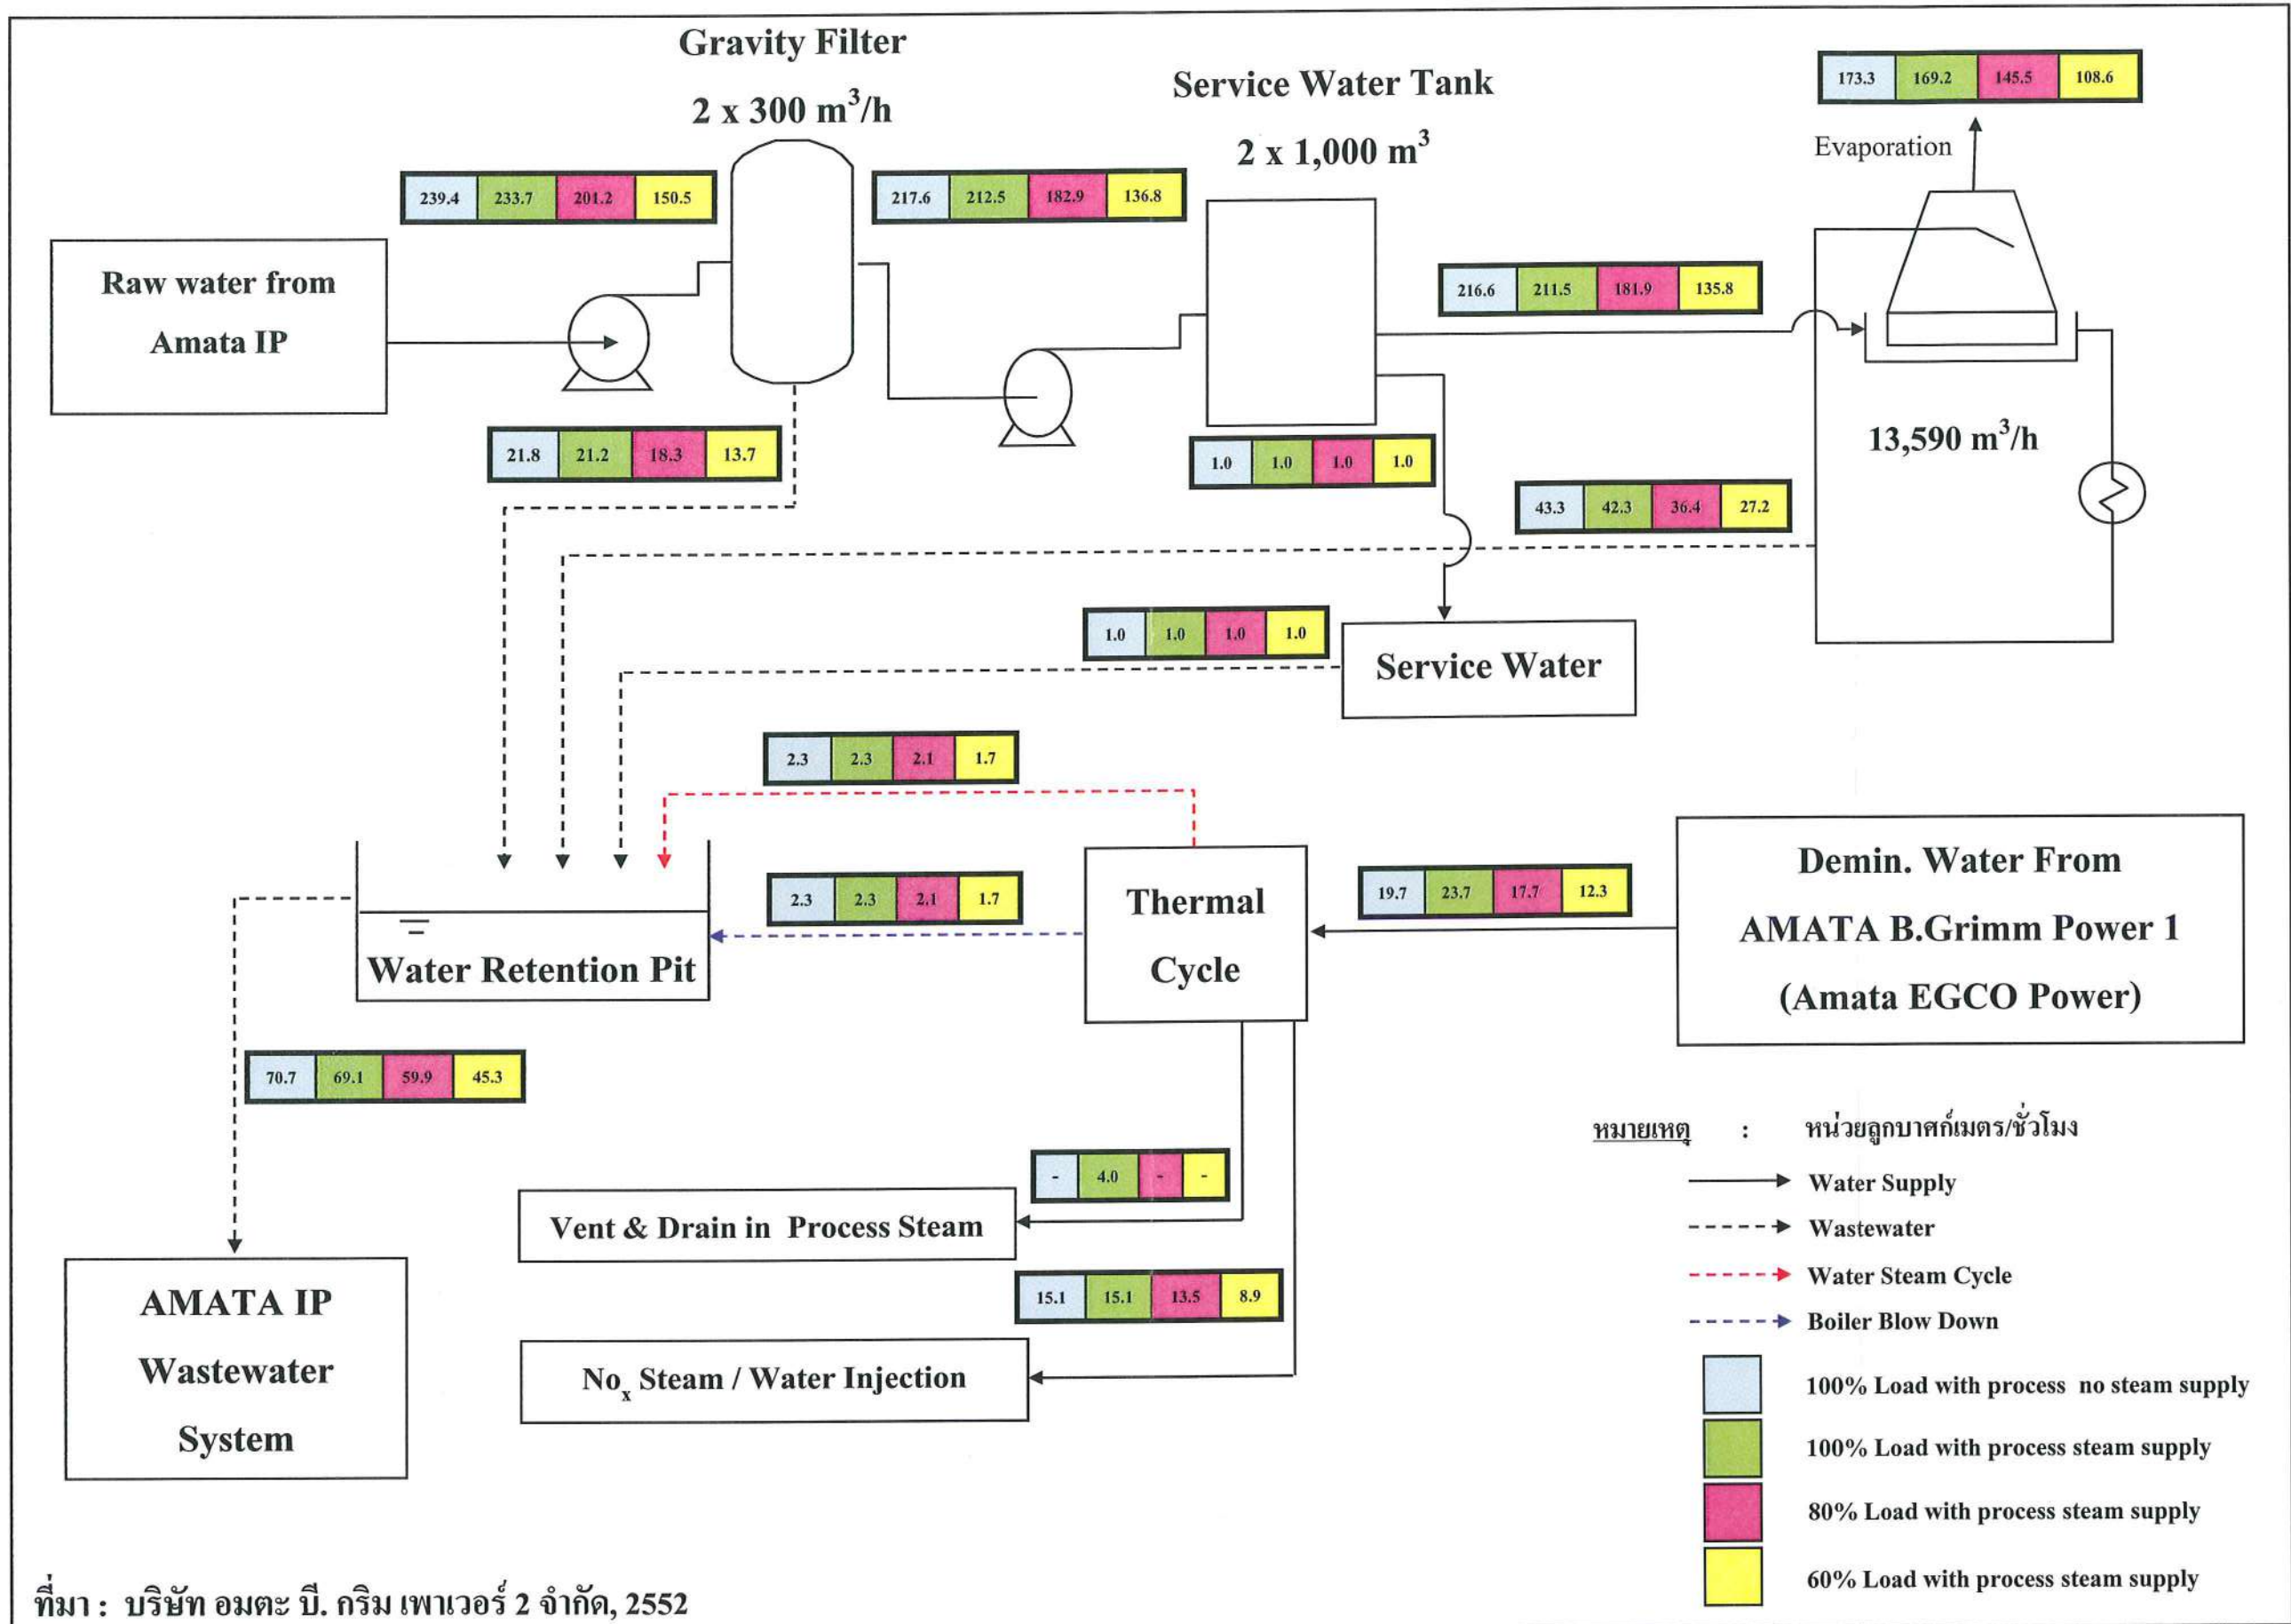 Gravity Filter
2 x 300 m³/h
Service Water Tank
2 x 1,000 m³
173.3 169.2 145.5 108.6
Evaporation
239.4 233.7 201.2 150.5
217.6 212.5 182.9 136.8
Raw water from
Amata IP
216.6 211.5 181.9 135.8
21.8 21.2 18.3 13.7
1.0 1.0 1.0 1.0
13,590 m³/h
43.3 42.3 36.4 27.2
1.0 1.0 1.0 1.0
Service Water
2.3 2.3 2.1 1.7
2.3 2.3 2.1 1.7
Water Retention Pit
Thermal
Cycle
19.7 23.7 17.7 12.3
Demin. Water From
AMATA B.Grimm Power 1
(Amata EGCO Power)
70.7 69.1 59.9 45.3
- 4.0 - -
Vent & Drain in Process Steam
15.1 15.1 13.5 8.9
Noₓ Steam / Water Injection
AMATA IP
Wastewater
System
หมายเหตุ : หน่วยลูกบาศก์เมตร/ชั่วโมง
Water Supply
Wastewater
Water Steam Cycle
Boiler Blow Down
100% Load with process no steam supply
100% Load with process steam supply
80% Load with process steam supply
60% Load with process steam supply
ที่มา : บริษัท อมตะ บี. กริม เพาเวอร์ 2 จำกัด, 2552